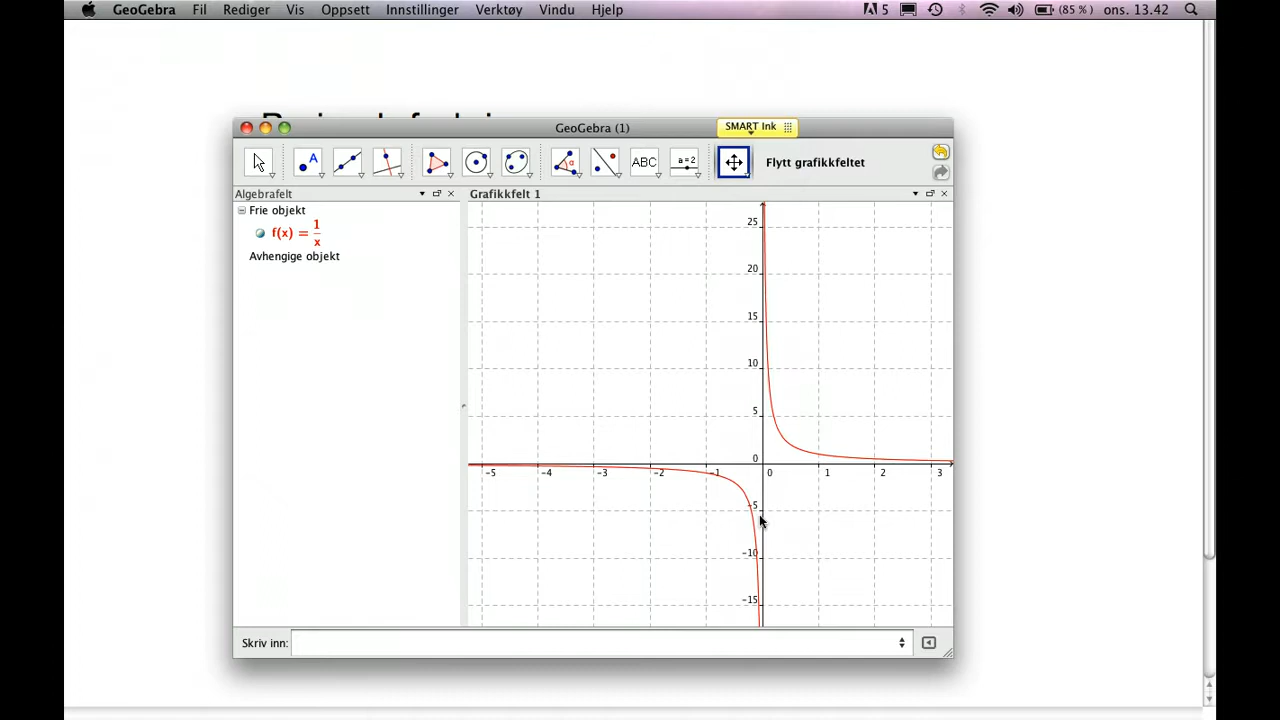 GeoGebra Fil Rediger Vis Oppsett Innstillinger Verktøy Vindu Hjelp 5 (85 %) ons. 13.42
GeoGebra (1) SMART Ink
A ABC a=2 Flytt grafikkfeltet
Algebrafelt Grafikkfelt 1
Frie objekt
f(x) = 1/x
Avhengige objekt
25
20
15
10
5
0
-5 -4 -3 -2 -1 0 1 2 3
-5
-10
-15
Skriv inn: